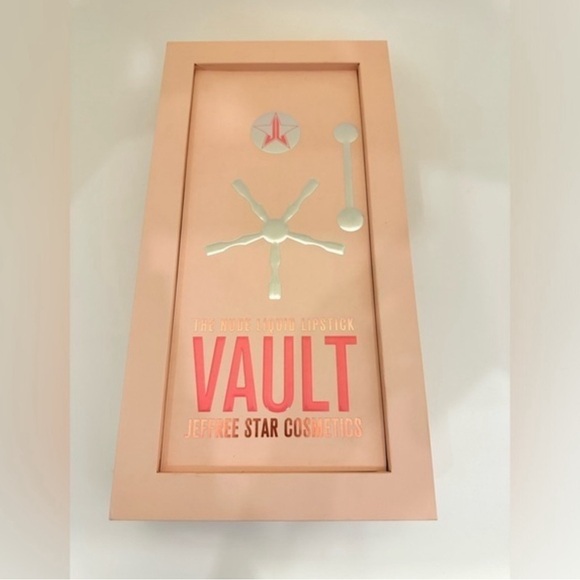 THE NUDE LIQUID LIPSTICK
VAULT
JEFFREE STAR COSMETICS